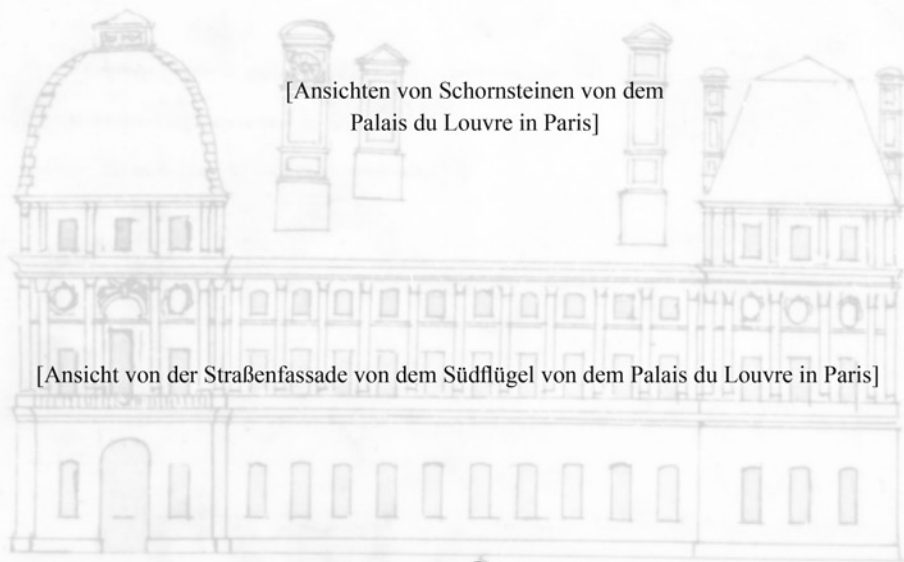 [Ansichten von Schornsteinen von dem
Palais du Louvre in Paris]
[Ansicht von der Straßenfassade von dem Südflügel von dem Palais du Louvre in Paris]